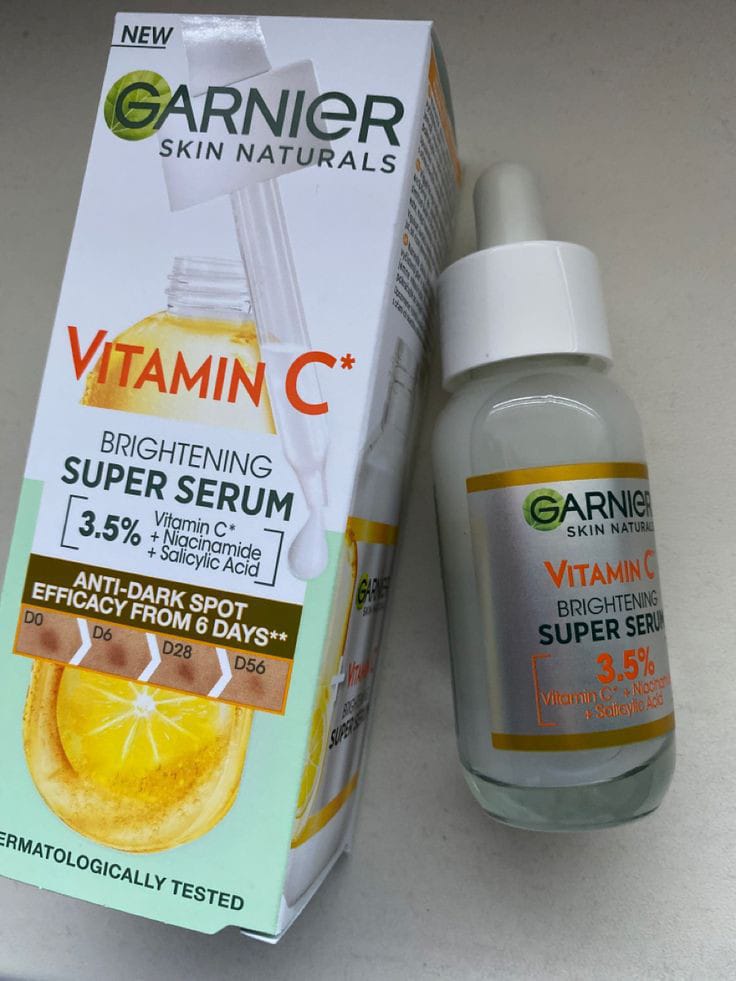 NEW
GARNIER
SKIN NATURALS
VITAMIN C*
BRIGHTENING
SUPER SERUM
3.5%
Vitamin C*
+ Niacinamide
+ Salicylic Acid
ANTI-DARK SPOT
EFFICACY FROM 6 DAYS**
D0
D6
D28
D56
ERMATOLOGICALLY TESTED
GARNIER
SKIN NATURALS
VITAMIN C
BRIGHTENING
SUPER SERUM
3.5%
Vitamin C* + Niacinam
+ Salicylic Acid